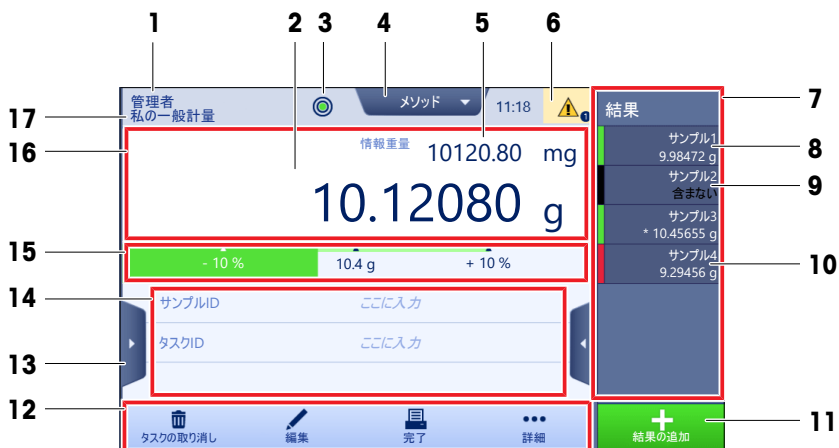 1
2
3
4
5
6
管理者
私の一般計量
メソッド
11:18
1
結果
7
17
16
情報重量
10120.80 mg
10.12080 g
サンプル1
9.98472 g
8
サンプル2
含まない
9
サンプル3
* 10.45655 g
サンプル4
9.29456 g
10
15
- 10 %
10.4 g
+ 10 %
14
サンプルID
ここに入力
タスクID
ここに入力
13
12
タスクの取り消し
編集
完了
詳細
結果の追加
11